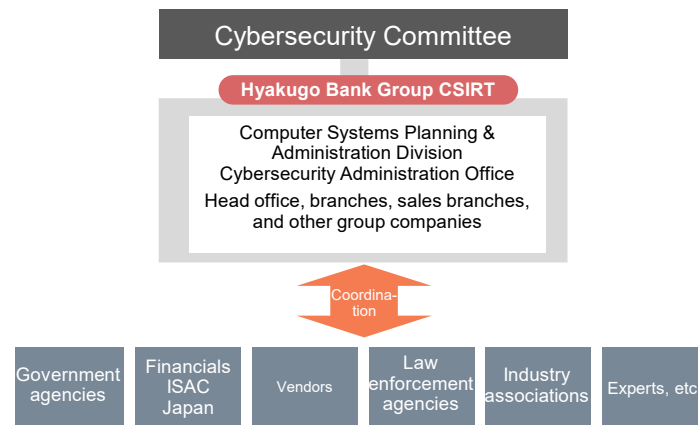 Cybersecurity Committee
Hyakugo Bank Group CSIRT
Computer Systems Planning &
Administration Division
Cybersecurity Administration Office
Head office, branches, sales branches,
and other group companies
Coordina-
tion
Government
agencies
Financials
ISAC
Japan
Vendors
Law
enforcement
agencies
Industry
associations
Experts, etc